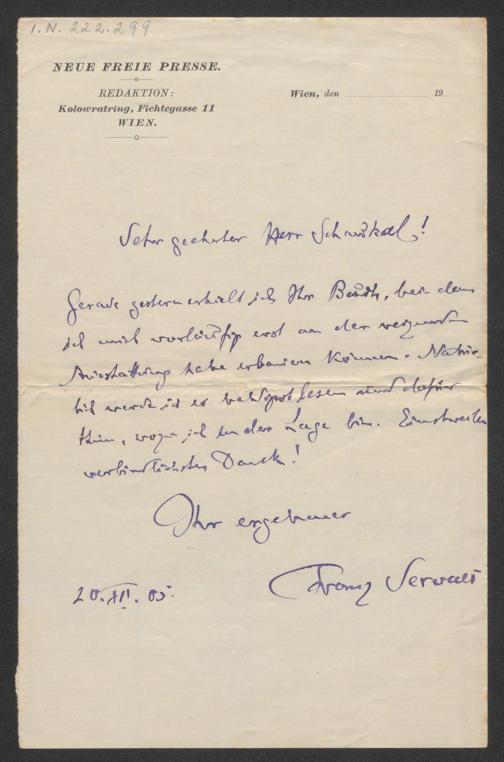 I.N. 222.299
NEUE FREIE PRESSE.
REDAKTION:
Kolowratring, Fichtegasse 11
WIEN.
Wien, den 19
Sehr geehrter Herr Schaukal!
Gerade gestern erhielt ich Ihr Buch, bei dem
ich mich vorläufig erst an der reizenden
Ausstattung habe erbauen können. Natür-
lich werde ich es baldigst lesen und dafür
thun, wozu ich in der Lage bin. Einstweilen
verbindlichsten Dank!
Ihr ergebener
Franz Servaes
20. XII. 05.